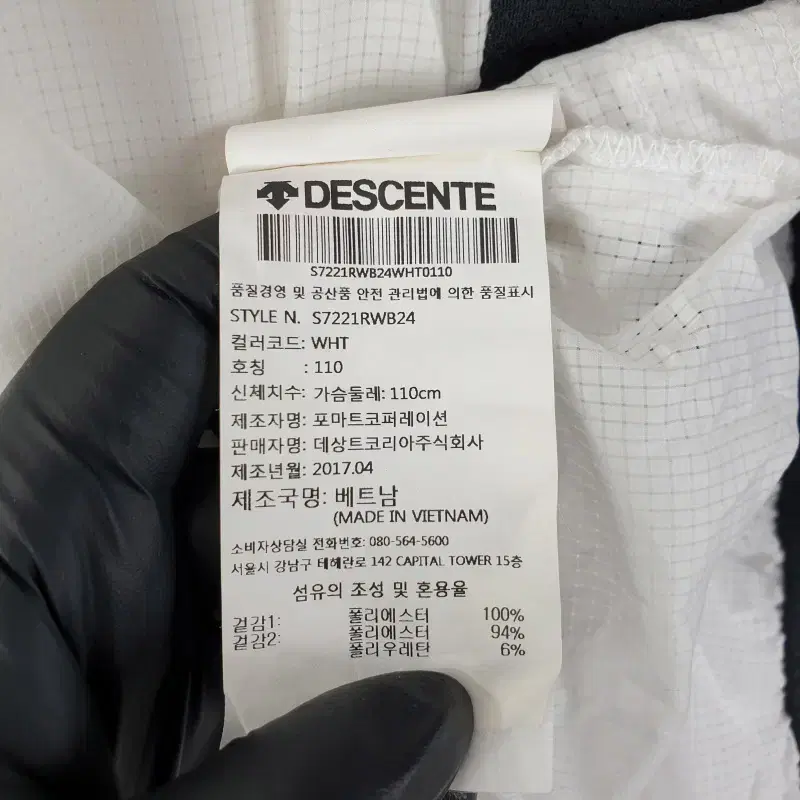 DESCENTE
S7221RWB24WHT0110
품질경영 및 공산품 안전 관리법에 의한 품질표시
STYLE N. S7221RWB24
컬러코드: WHT
호칭 : 110
신체치수: 가슴둘레: 110cm
제조자명: 포마트코퍼레이션
판매자명: 데상트코리아주식회사
제조년월: 2017.04
제조국명: 베트남
(MADE IN VIETNAM)
소비자상담실 전화번호: 080-564-5600
서울시 강남구 테헤란로 142 CAPITAL TOWER 15층
섬유의 조성 및 혼용율
겉감1: 폴리에스터 100%
겉감2: 폴리에스터 94%
폴리우레탄 6%